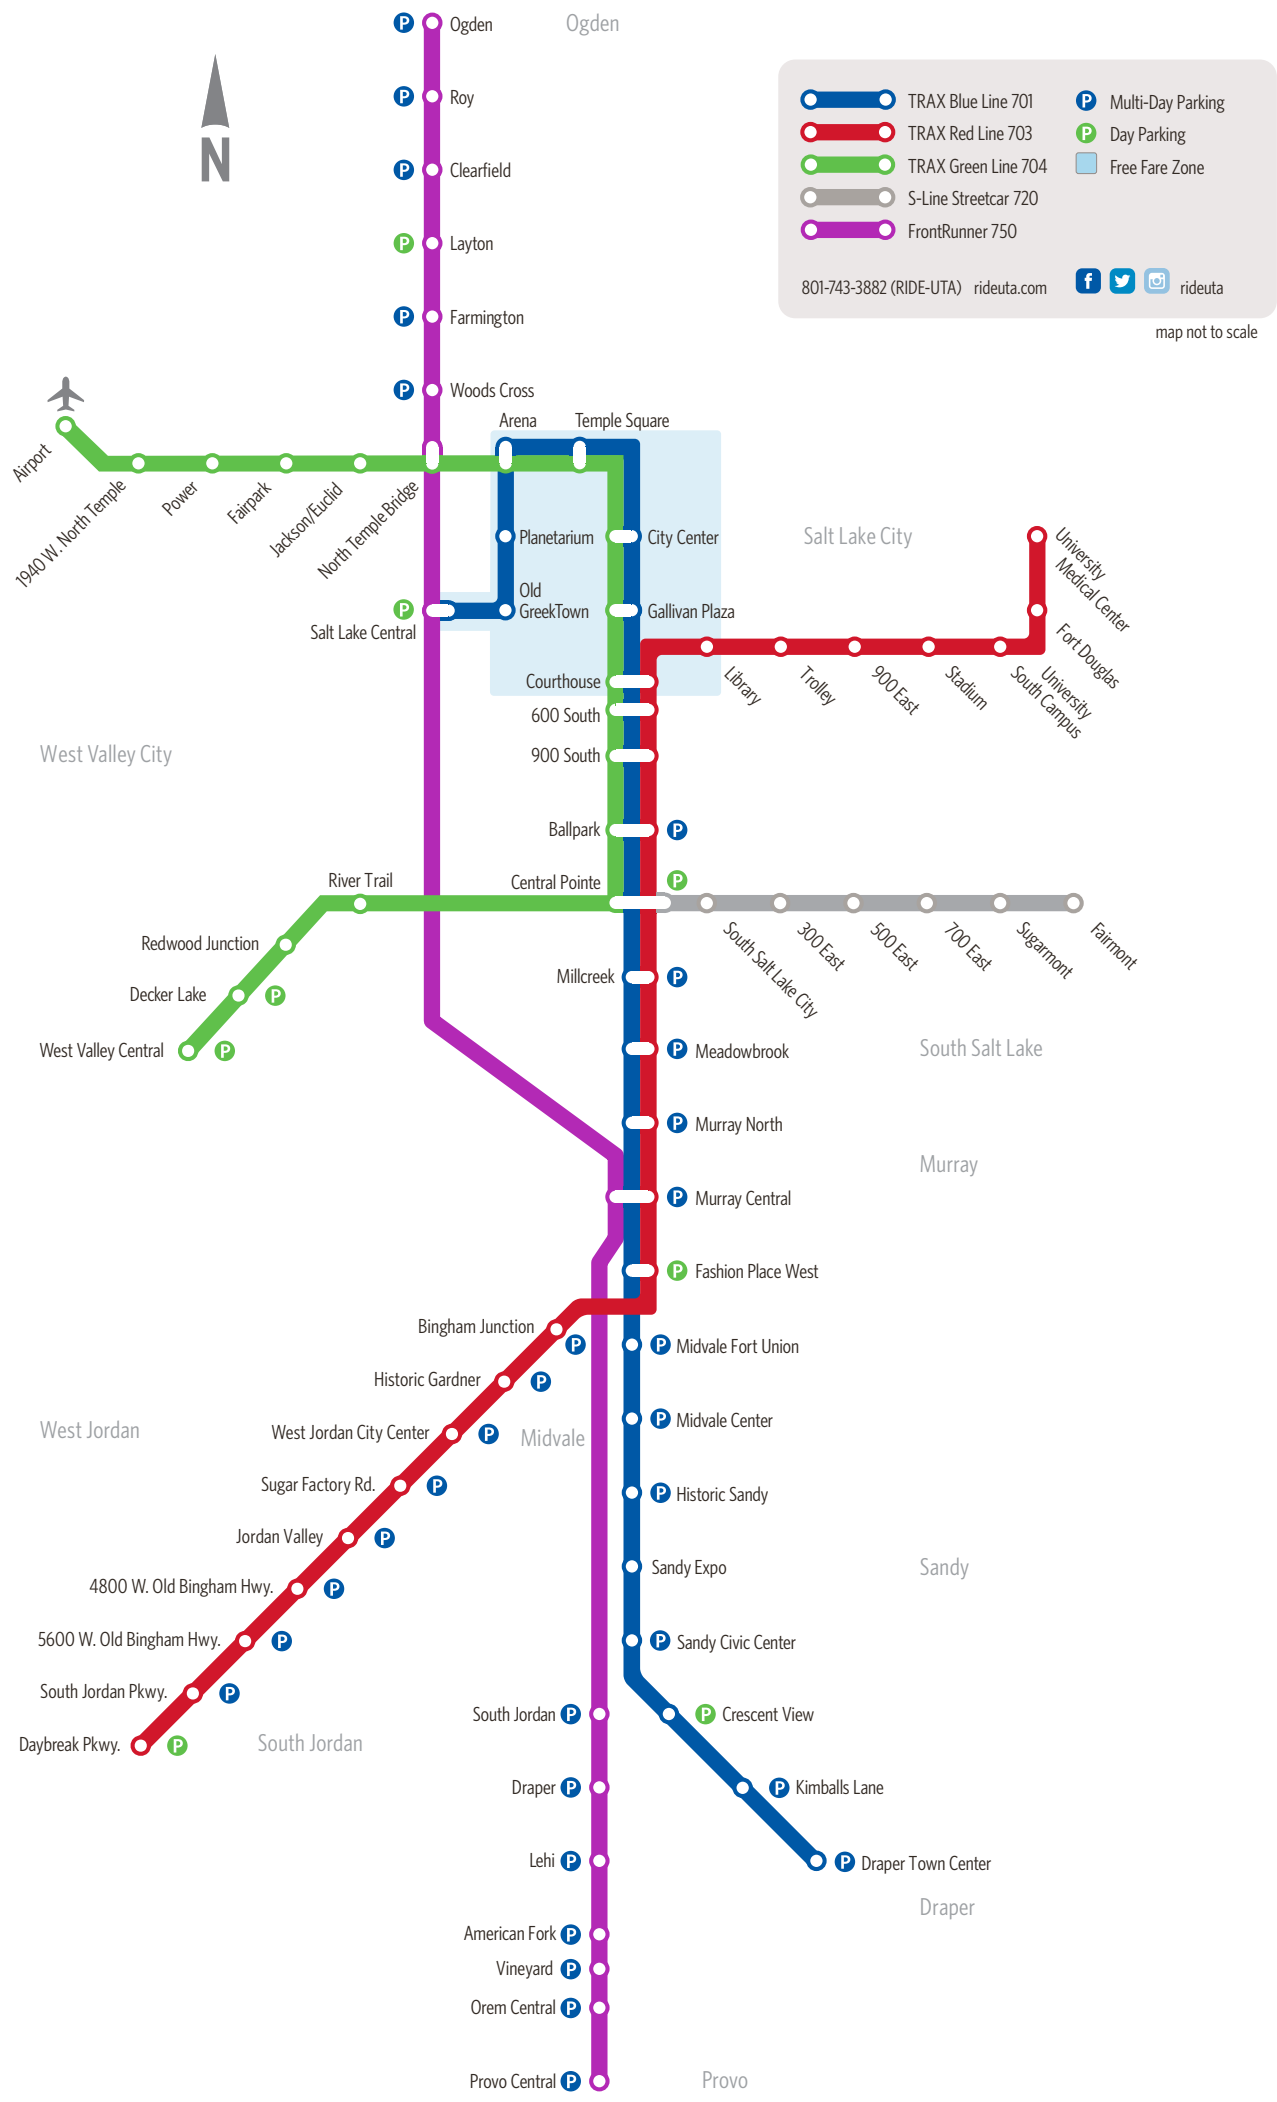 P Ogden
Ogden
N
P Roy
P Clearfield
P Layton
P Farmington
P Woods Cross
TRAX Blue Line 701
TRAX Red Line 703
TRAX Green Line 704
S-Line Streetcar 720
FrontRunner 750
P Multi-Day Parking
P Day Parking
Free Fare Zone
801-743-3882 (RIDE-UTA) rideuta.com
f rideuta
map not to scale
Airport
1940 W. North Temple
Power
Fairpark
Jackson/Euclid
North Temple Bridge
Arena
Temple Square
Planetarium
City Center
Salt Lake City
Old
GreekTown
Gallivan Plaza
P
Salt Lake Central
University
Medical Center
Fort Douglas
University
South Campus
Stadium
900 East
Trolley
Library
Courthouse
600 South
900 South
West Valley City
Ballpark P
Central Pointe P
River Trail
Redwood Junction
Decker Lake P
West Valley Central P
South Salt Lake City
300 East
500 East
700 East
Sugarmont
Fairmont
Millcreek P
P Meadowbrook
South Salt Lake
P Murray North
Murray
P Murray Central
P Fashion Place West
Bingham Junction P
Historic Gardner P
West Jordan City Center P
Sugar Factory Rd. P
Jordan Valley P
4800 W. Old Bingham Hwy. P
5600 W. Old Bingham Hwy. P
South Jordan Pkwy. P
Daybreak Pkwy. P
West Jordan
Midvale
South Jordan
P Midvale Fort Union
P Midvale Center
P Historic Sandy
Sandy Expo
Sandy
P Sandy Civic Center
P Crescent View
P Kimballs Lane
P Draper Town Center
Draper
South Jordan P
Draper P
Lehi P
American Fork P
Vineyard P
Orem Central P
Provo Central P
Provo